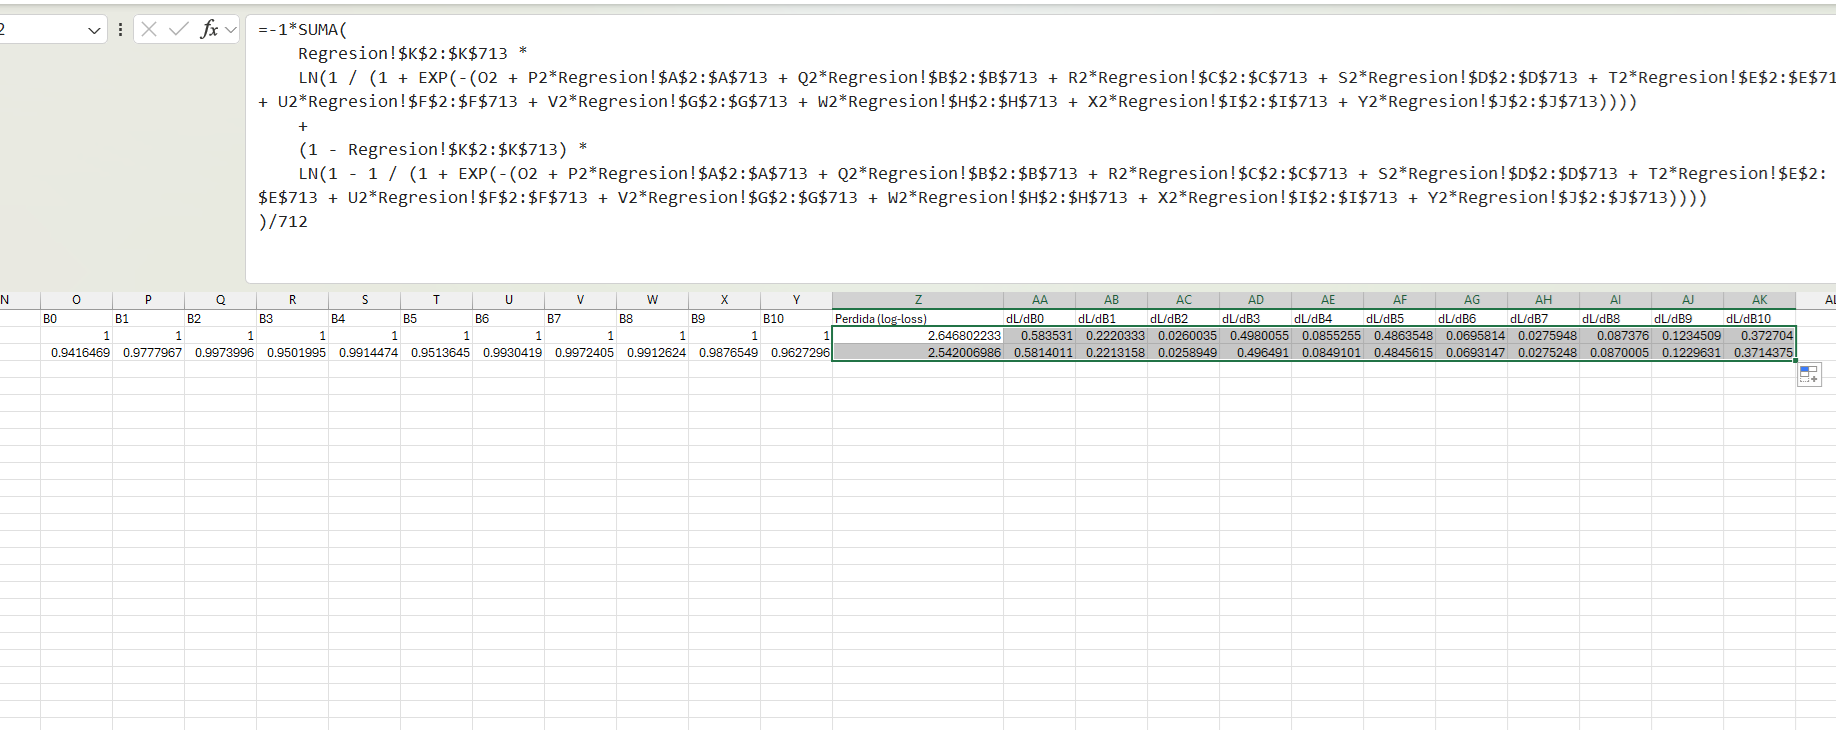 2
fx
=-1*SUMA(
Regresion!$K$2:$K$713 *
LN(1 / (1 + EXP(-(O2 + P2*Regresion!$A$2:$A$713 + Q2*Regresion!$B$2:$B$713 + R2*Regresion!$C$2:$C$713 + S2*Regresion!$D$2:$D$713 + T2*Regresion!$E$2:$E$71
+ U2*Regresion!$F$2:$F$713 + V2*Regresion!$G$2:$G$713 + W2*Regresion!$H$2:$H$713 + X2*Regresion!$I$2:$I$713 + Y2*Regresion!$J$2:$J$713))))
+
(1 - Regresion!$K$2:$K$713) *
LN(1 - 1 / (1 + EXP(-(O2 + P2*Regresion!$A$2:$A$713 + Q2*Regresion!$B$2:$B$713 + R2*Regresion!$C$2:$C$713 + S2*Regresion!$D$2:$D$713 + T2*Regresion!$E$2:
$E$713 + U2*Regresion!$F$2:$F$713 + V2*Regresion!$G$2:$G$713 + W2*Regresion!$H$2:$H$713 + X2*Regresion!$I$2:$I$713 + Y2*Regresion!$J$2:$J$713))))
)/712
N O P Q R S T U V W X Y Z AA AB AC AD AE AF AG AH AI AJ AK AL
B0 B1 B2 B3 B4 B5 B6 B7 B8 B9 B10 Perdida (log-loss) dL/dB0 dL/dB1 dL/dB2 dL/dB3 dL/dB4 dL/dB5 dL/dB6 dL/dB7 dL/dB8 dL/dB9 dL/dB10
1 1 1 1 1 1 1 1 1 1 1 2.646802233 0.583531 0.2220333 0.0260035 0.4980055 0.0855255 0.4863548 0.0695814 0.0275948 0.087376 0.1234509 0.372704
0.9416469 0.9777967 0.9973996 0.9501995 0.9914474 0.9513645 0.9930419 0.9972405 0.9912624 0.9876549 0.9627296 2.542006986 0.5814011 0.2213158 0.0258949 0.496491 0.0849101 0.4845615 0.0693147 0.0275248 0.0870005 0.1229631 0.3714375